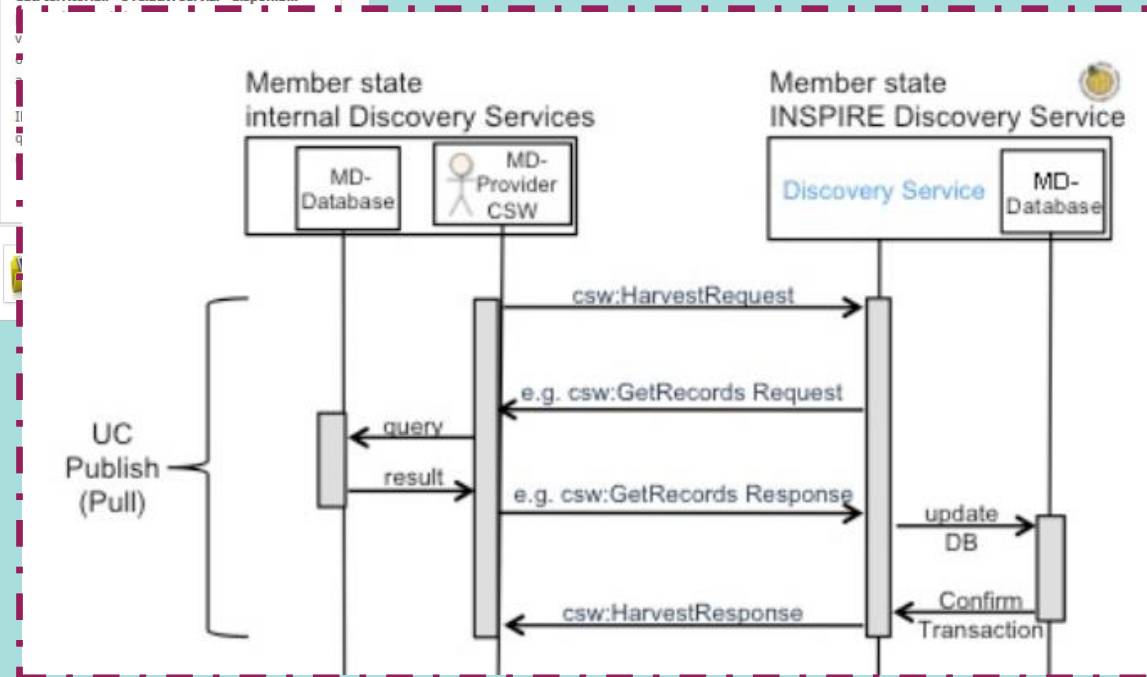 Member state
internal Discovery Services
Member state
INSPIRE Discovery Service
MD-
Database
MD-
Provider
CSW
Discovery Service
MD-
Database
csw:HarvestRequest
e.g. csw:GetRecords Request
query
UC
Publish
(Pull)
result
e.g. csw:GetRecords Response
update
DB
Confirm
Transaction
csw:HarvestResponse